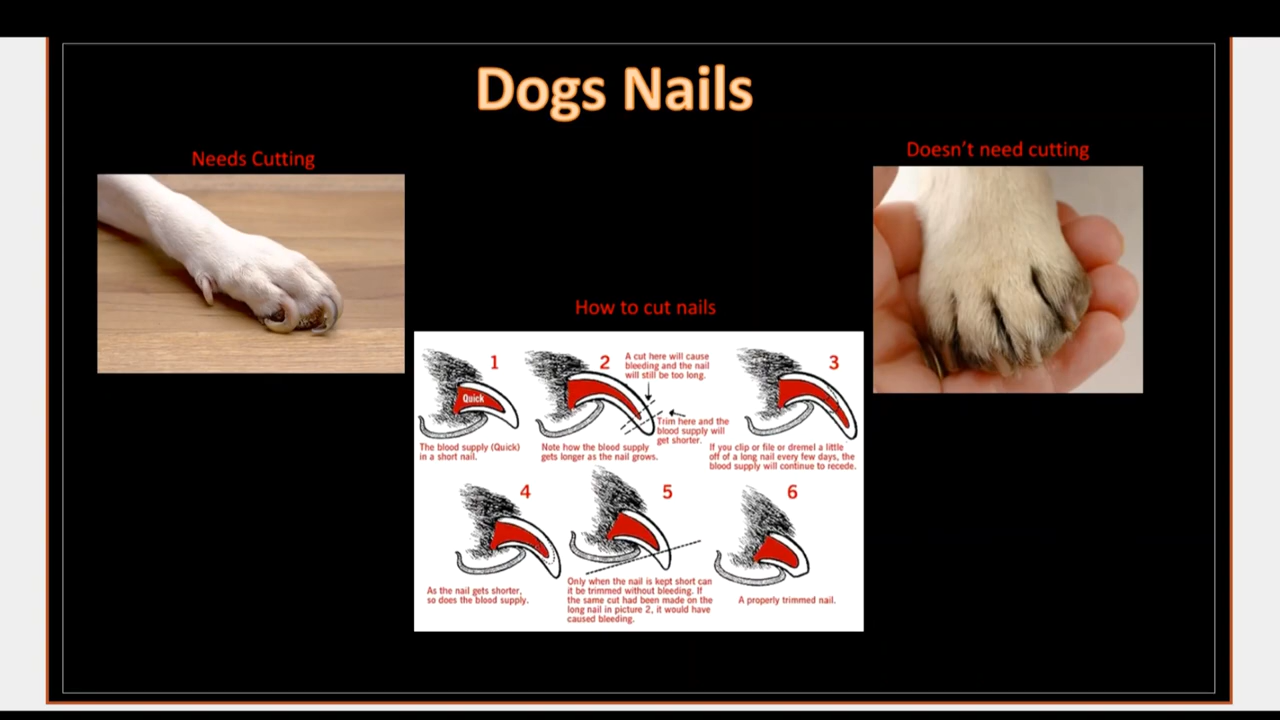 Dogs Nails
Needs Cutting
Doesn't need cutting
How to cut nails
1
Quick
The blood supply (Quick)
in a short nail.
2
A cut here will cause
bleeding and the nail
will still be too long.
Trim here and the
blood supply will
get shorter.
Note how the blood supply
gets longer as the nail grows.
3
If you clip or file or dremel a little
off of a long nail every few days, the
blood supply will continue to recede.
4
As the nail gets shorter,
so does the blood supply.
5
Only when the nail is kept short can
it be trimmed without bleeding. If
the same cut had been made on the
long nail in picture 2, it would have
caused bleeding.
6
A properly trimmed nail.